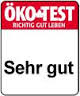 ÖKO TEST
RICHTIG GUT LEBEN
Sehr gut